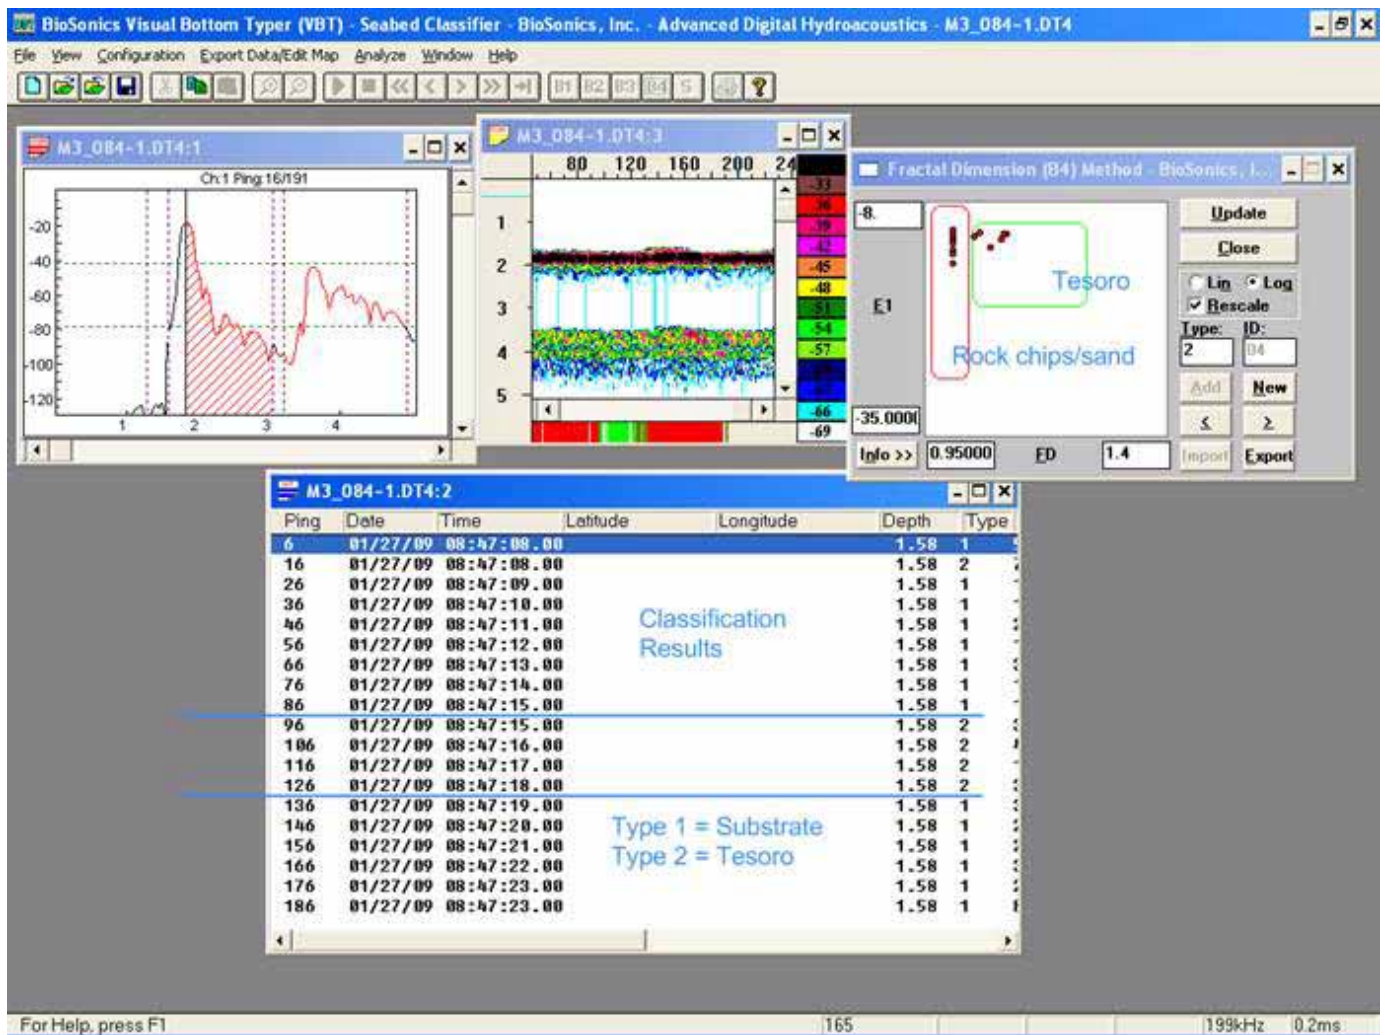 BioSonics Visual Bottom Typer (VBT) - Seabed Classifier - BioSonics, Inc. - Advanced Digital Hydroacoustics - M3_084-1.DT4
File View Configuration Export Data/Edit Map Analyze Window Help
B1 B2 B3 B4 S
M3_084-1.DT4:1
Ch:1 Ping:16/191
-20
-40
-60
-80
-100
-120
1 2 3 4
M3_084-1.DT4:3
80 120 160 200 24
1
2
3
4
5
-33
-36
-39
-42
-45
-48
-51
-54
-57
-66
-69
Fractal Dimension (B4) Method - BioSonics, I...
-8.
E1
-35.000
Tesoro
Rock chips/sand
Update
Close
Lin Log
Rescale
Type: ID:
2 B4
Add New
< >
Import Export
Info >> 0.95000 FD 1.4
M3_084-1.DT4:2
Ping Date Time Latitude Longitude Depth Type
6 01/27/09 08:47:08.00 1.58 1
16 01/27/09 08:47:08.00 1.58 2
26 01/27/09 08:47:09.00 1.58 1
36 01/27/09 08:47:10.00 1.58 1
46 01/27/09 08:47:11.00 1.58 1
56 01/27/09 08:47:12.00 1.58 1
66 01/27/09 08:47:13.00 1.58 1
76 01/27/09 08:47:14.00 1.58 1
86 01/27/09 08:47:15.00 1.58 1
96 01/27/09 08:47:15.00 1.58 2
106 01/27/09 08:47:16.00 1.58 2
116 01/27/09 08:47:17.00 1.58 2
126 01/27/09 08:47:18.00 1.58 2
136 01/27/09 08:47:19.00 1.58 1
146 01/27/09 08:47:20.00 1.58 1
156 01/27/09 08:47:21.00 1.58 1
166 01/27/09 08:47:22.00 1.58 1
176 01/27/09 08:47:23.00 1.58 1
186 01/27/09 08:47:23.00 1.58 1
Classification
Results
Type 1 = Substrate
Type 2 = Tesoro
For Help, press F1 165 199kHz 0.2ms